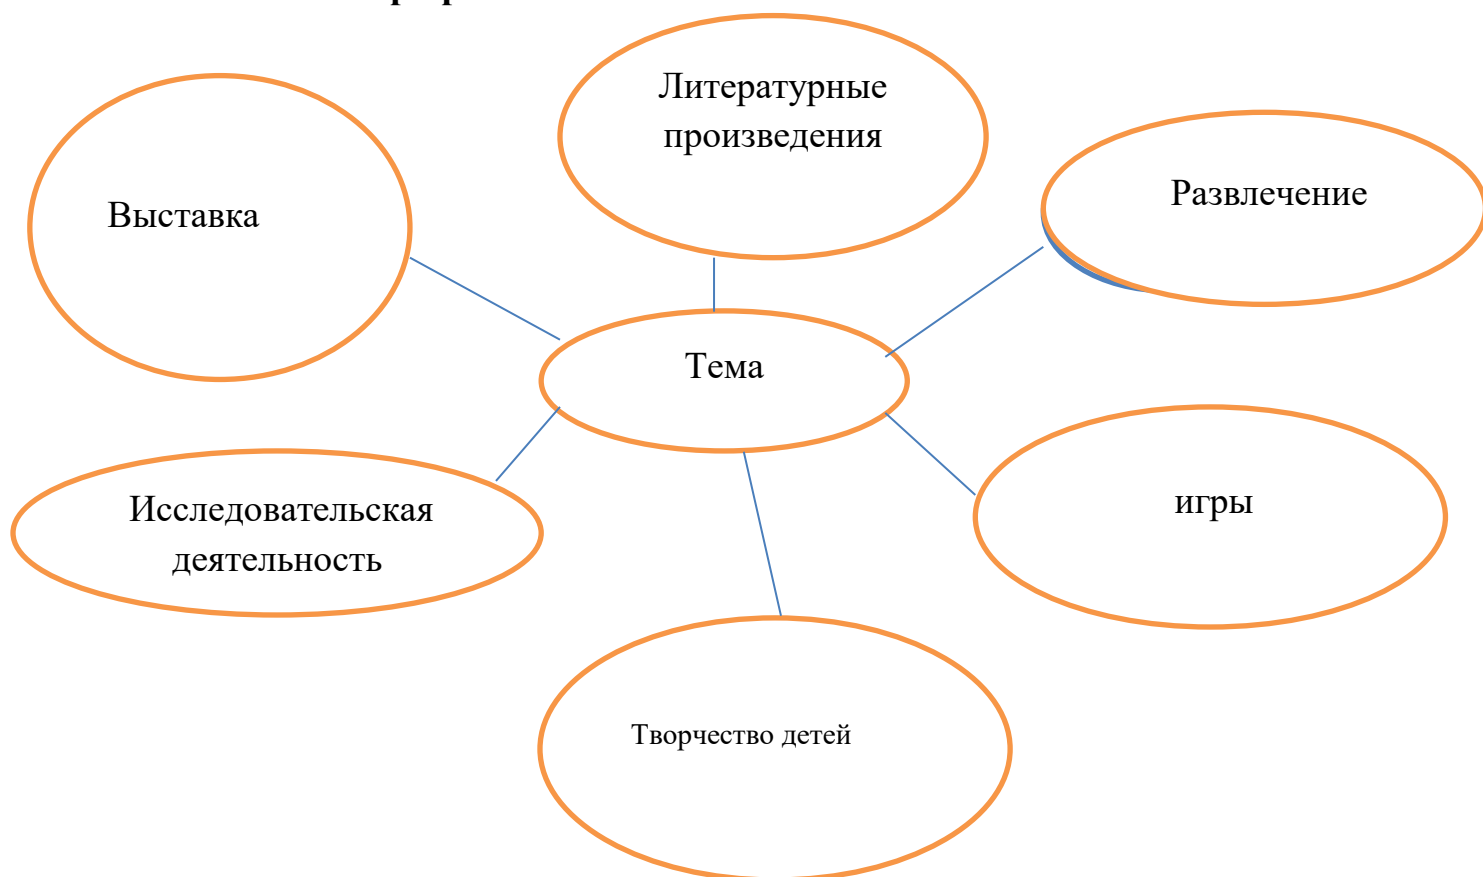 Литературные
произведения
Развлечение
Выставка
Тема
игры
Исследовательская
деятельность
Творчество детей